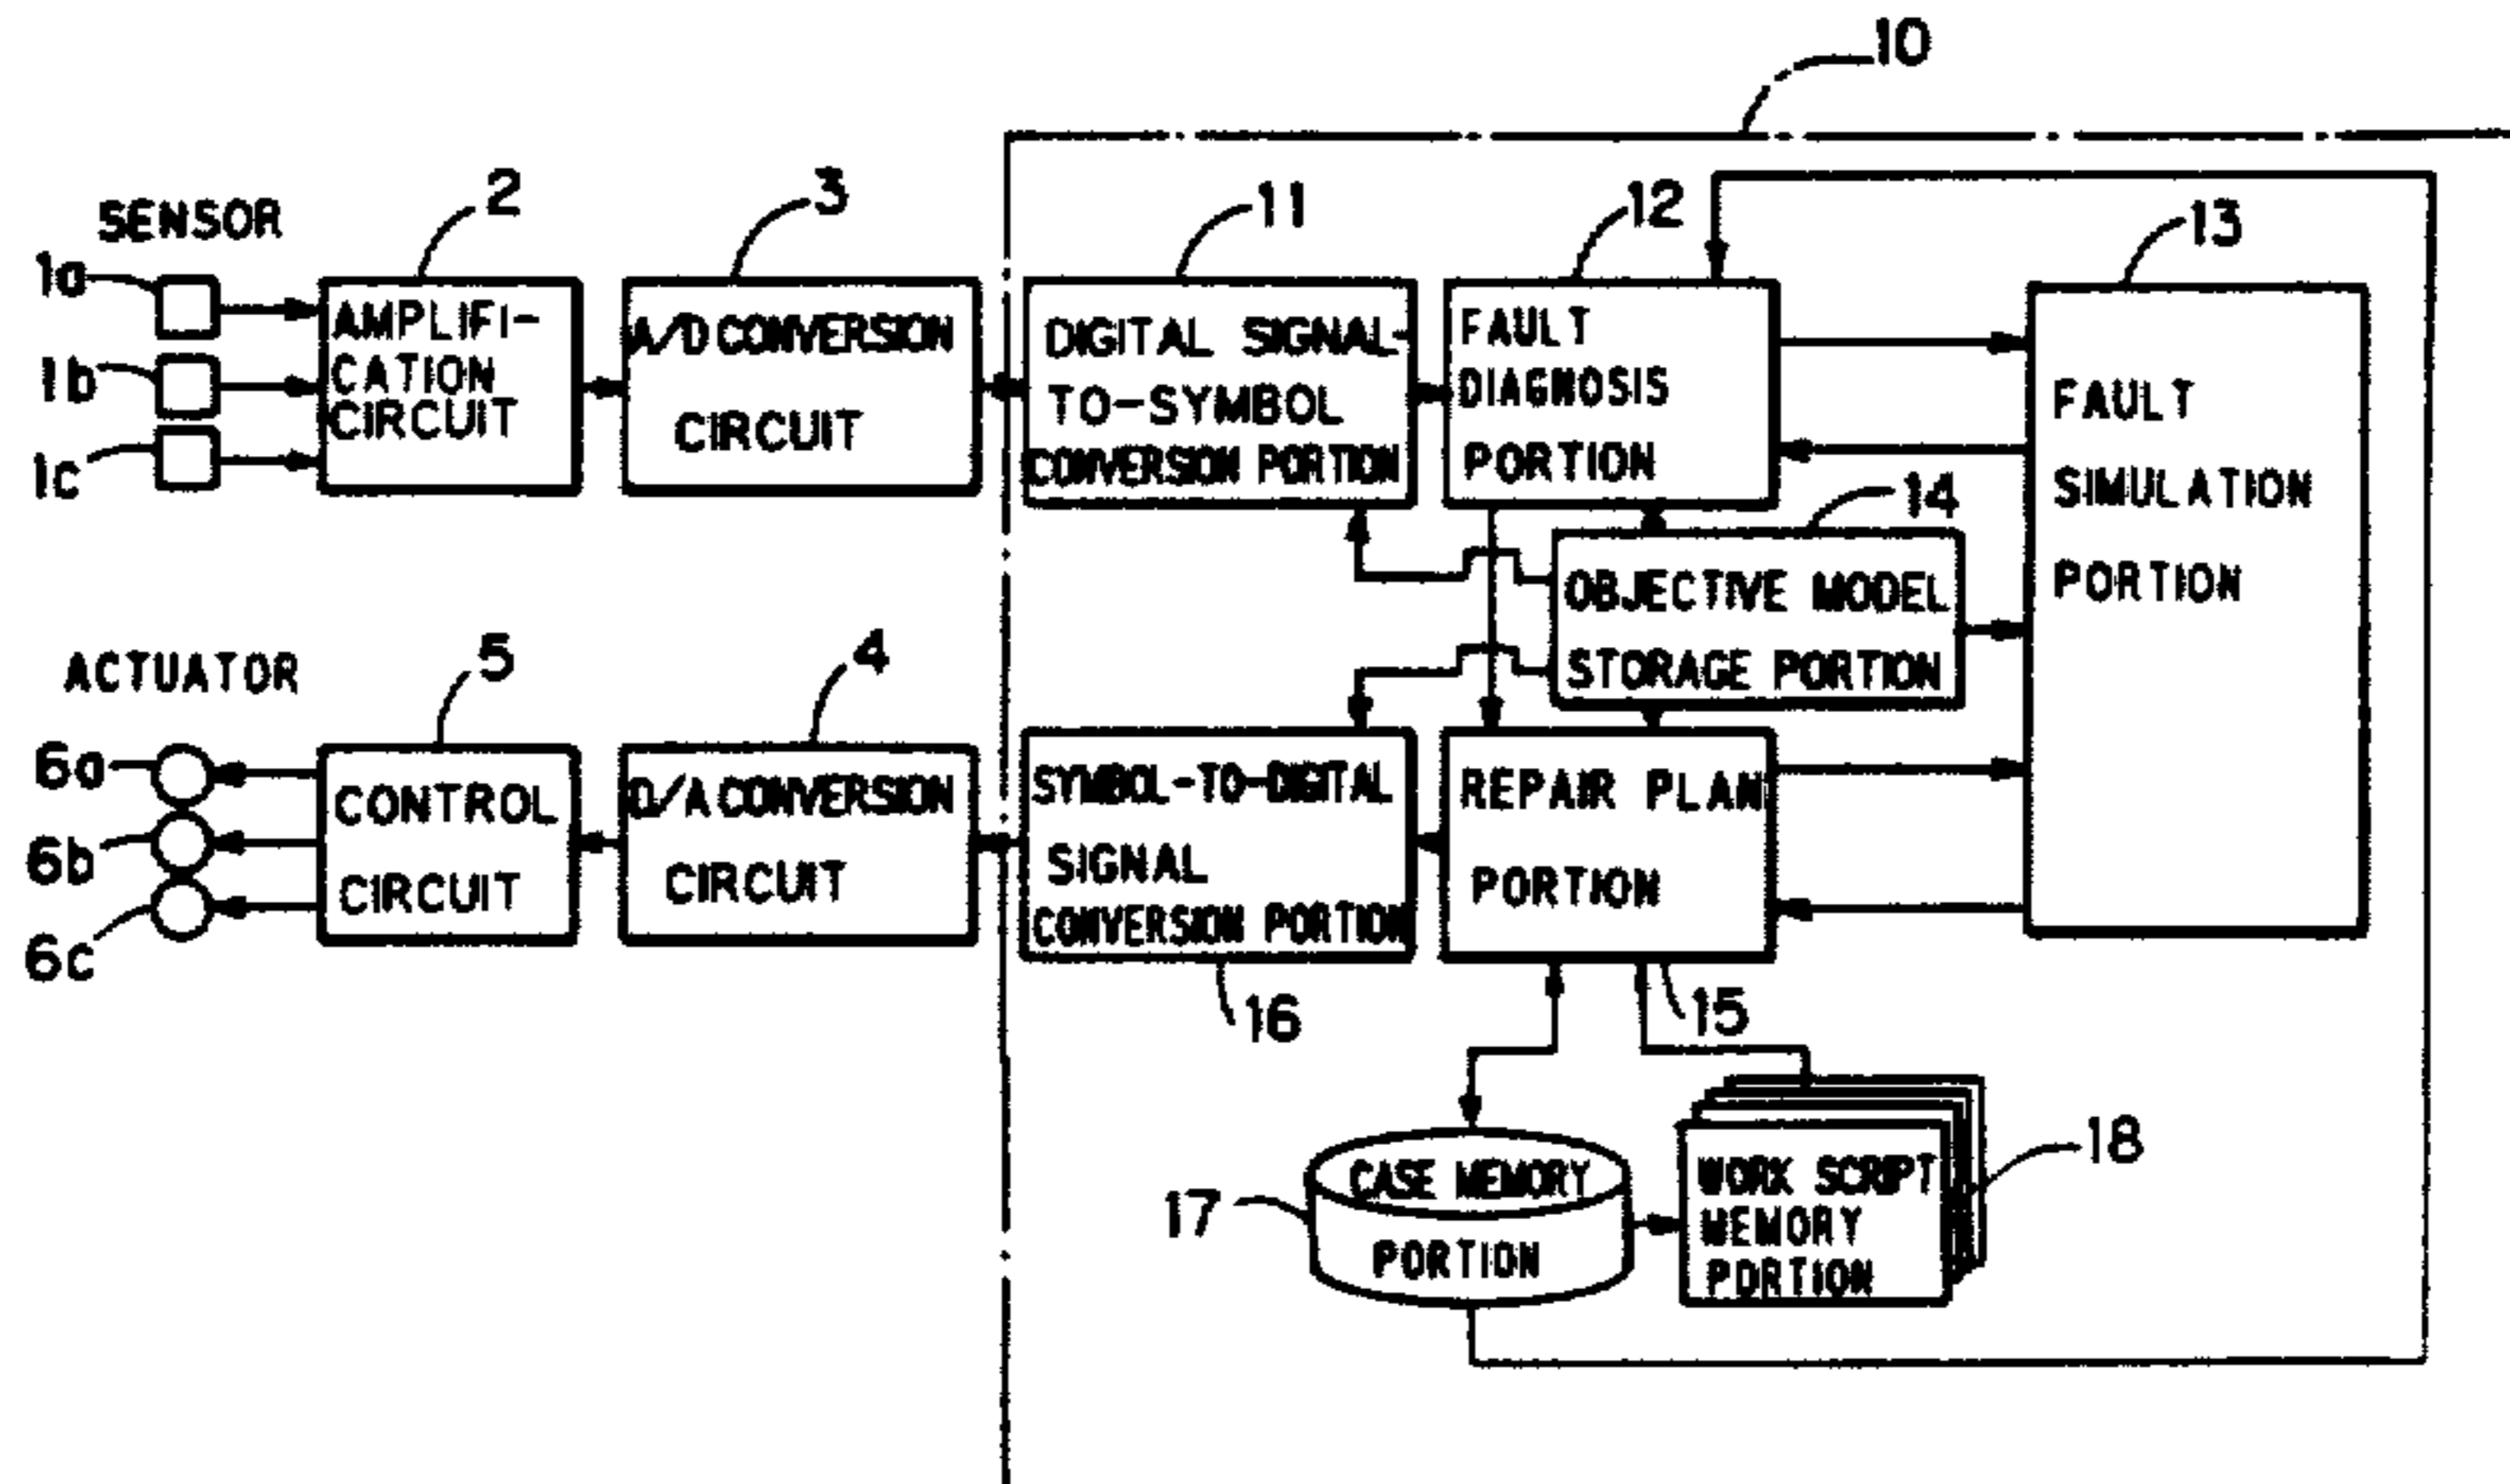 10
SENSOR
2
3
11
12
13
1a
1b
1c
AMPLIFI-
CATION
CIRCUIT
A/D CONVERSION
CIRCUIT
DIGITAL SIGNAL-
TO-SYMBOL
CONVERSION PORTION
FAULT
DIAGNOSIS
PORTION
FAULT
SIMULATION
PORTION
14
OBJECTIVE MODEL
STORAGE PORTION
ACTUATOR
5
4
6a
6b
6c
CONTROL
CIRCUIT
D/A CONVERSION
CIRCUIT
SYMBOL-TO-DIGITAL
SIGNAL
CONVERSION PORTION
REPAIR PLAN
PORTION
16
15
17
CASE MEMORY
PORTION
WORK SCRIPT
MEMORY
PORTION
18